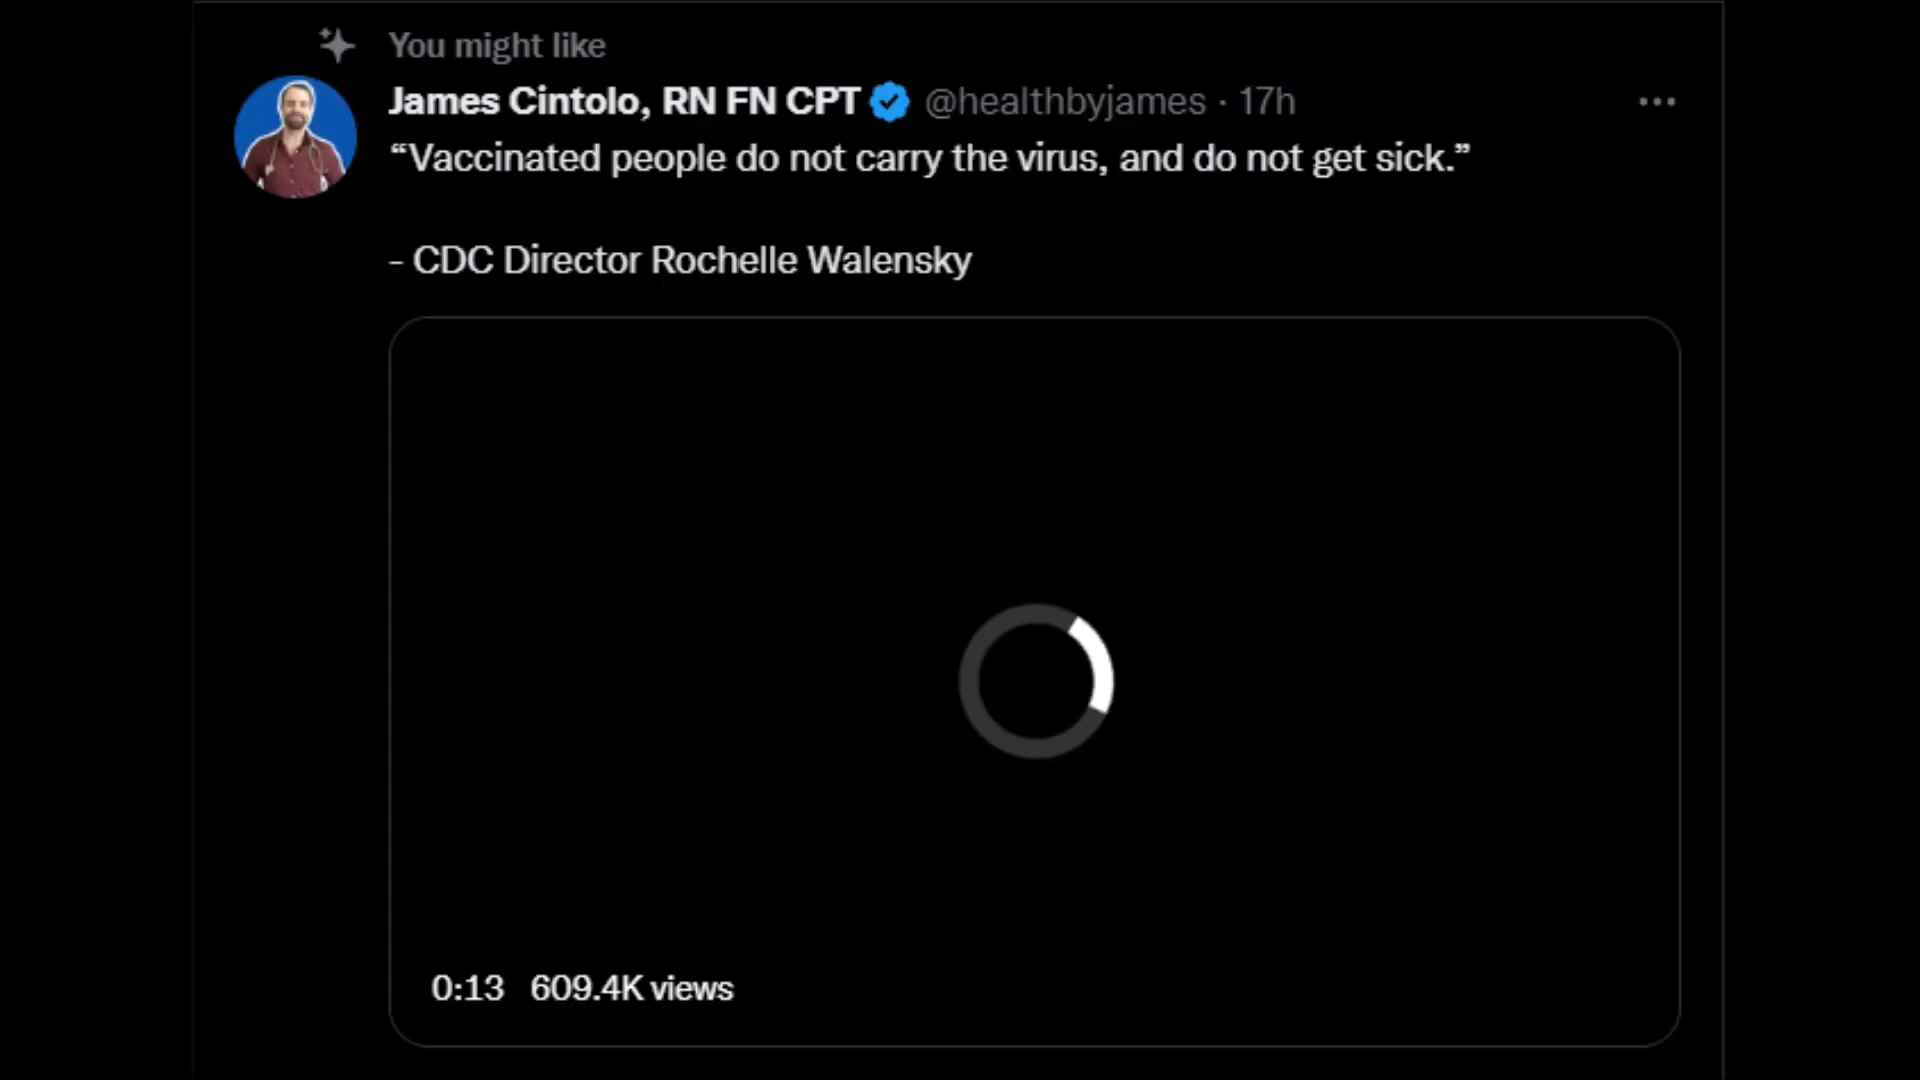 You might like
James Cintolo, RN FN CPT @healthbyjames · 17h
“Vaccinated people do not carry the virus, and do not get sick.”
- CDC Director Rochelle Walensky
0:13 609.4K views